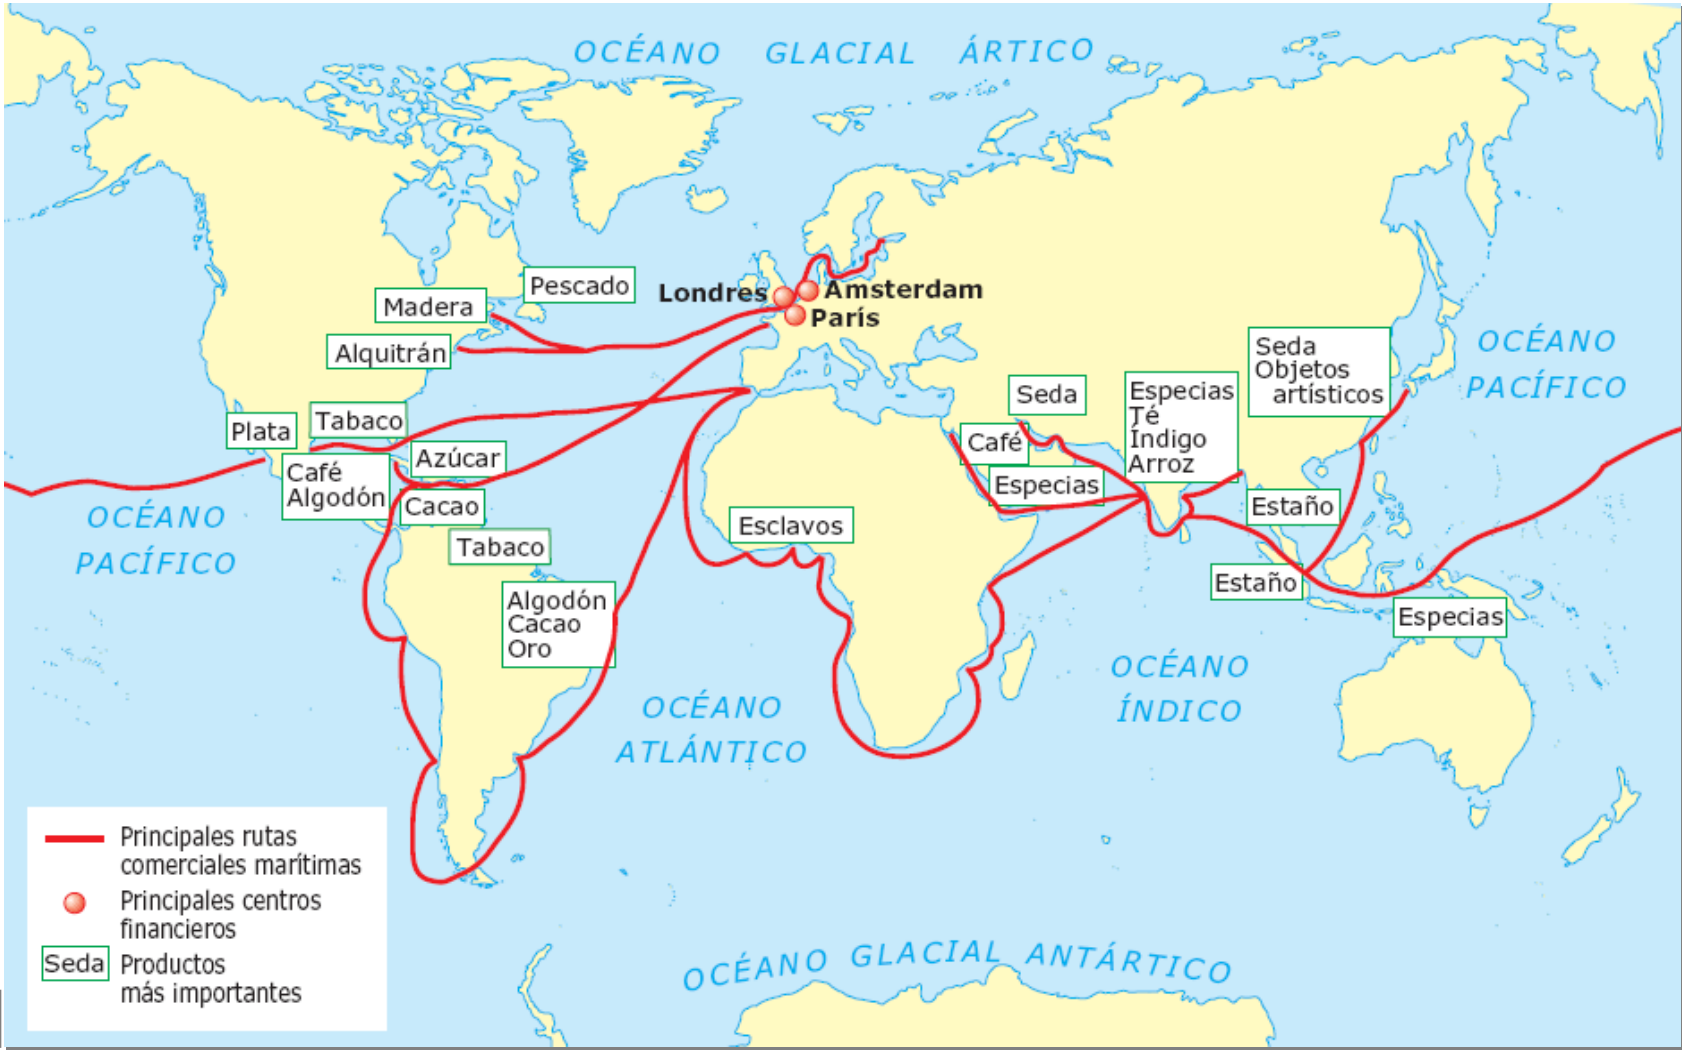 OCÉANO GLACIAL ÁRTICO
Pescado
Madera
Alquitrán
Londres
Amsterdam
París
OCÉANO
PACÍFICO
Seda
Objetos
artísticos
Seda
Especias
Té
Índigo
Arroz
Plata
Tabaco
Café
Algodón
Azúcar
Cacao
Tabaco
Café
Especias
Esclavos
Estaño
Estaño
Especias
OCÉANO
PACÍFICO
Algodón
Cacao
Oro
OCÉANO
ATLÁNTICO
OCÉANO
ÍNDICO
Principales rutas
comerciales marítimas
Principales centros
financieros
Seda
Productos
más importantes
OCÉANO GLACIAL ANTÁRTICO